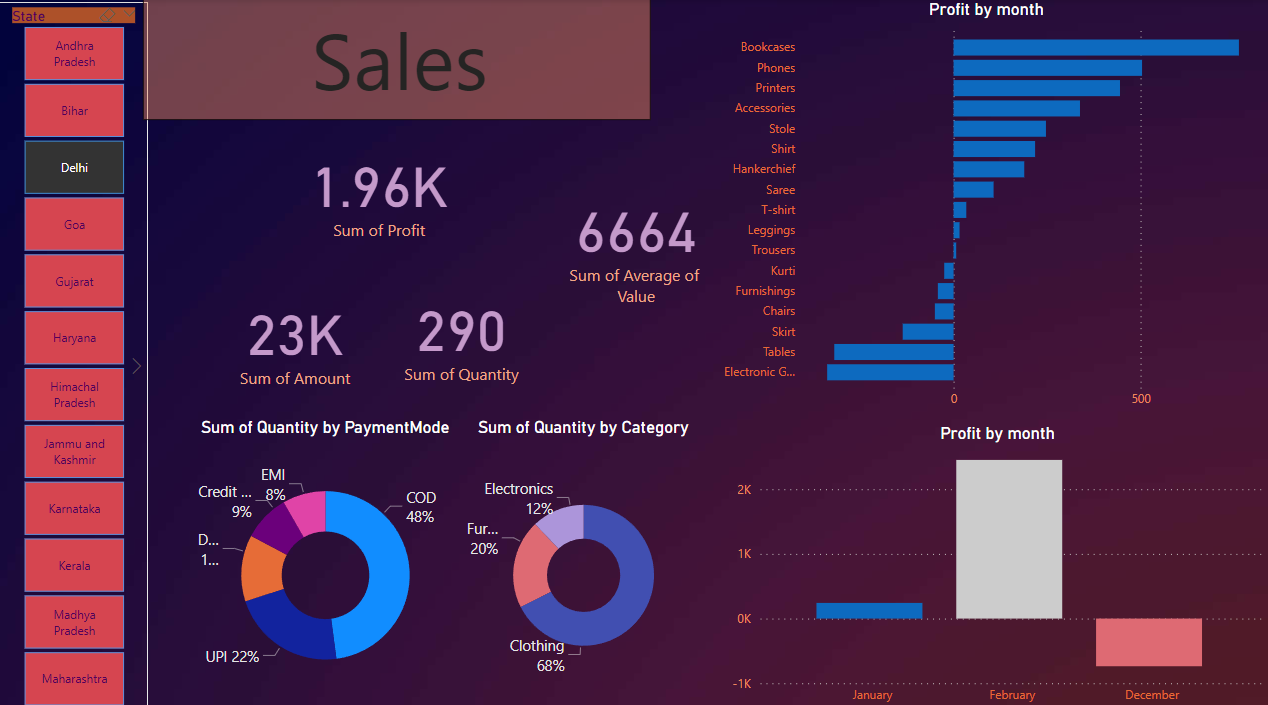 State
Andhra
Pradesh
Bihar
Delhi
Goa
Gujarat
Haryana
Himachal
Pradesh
Jammu and
Kashmir
Karnataka
Kerala
Madhya
Pradesh
Maharashtra
Sales
1.96K
Sum of Profit
6664
Sum of Average of
Value
23K
Sum of Amount
290
Sum of Quantity
Sum of Quantity by PaymentMode
EMI
8%
Credit ...
9%
D...
1...
UPI 22%
COD
48%
Sum of Quantity by Category
Electronics
12%
Fur...
20%
Clothing
68%
Profit by month
Bookcases
Phones
Printers
Accessories
Stole
Shirt
Hankerchief
Saree
T-shirt
Leggings
Trousers
Kurti
Furnishings
Chairs
Skirt
Tables
Electronic G...
0 500
Profit by month
2K
1K
0K
-1K
January February December